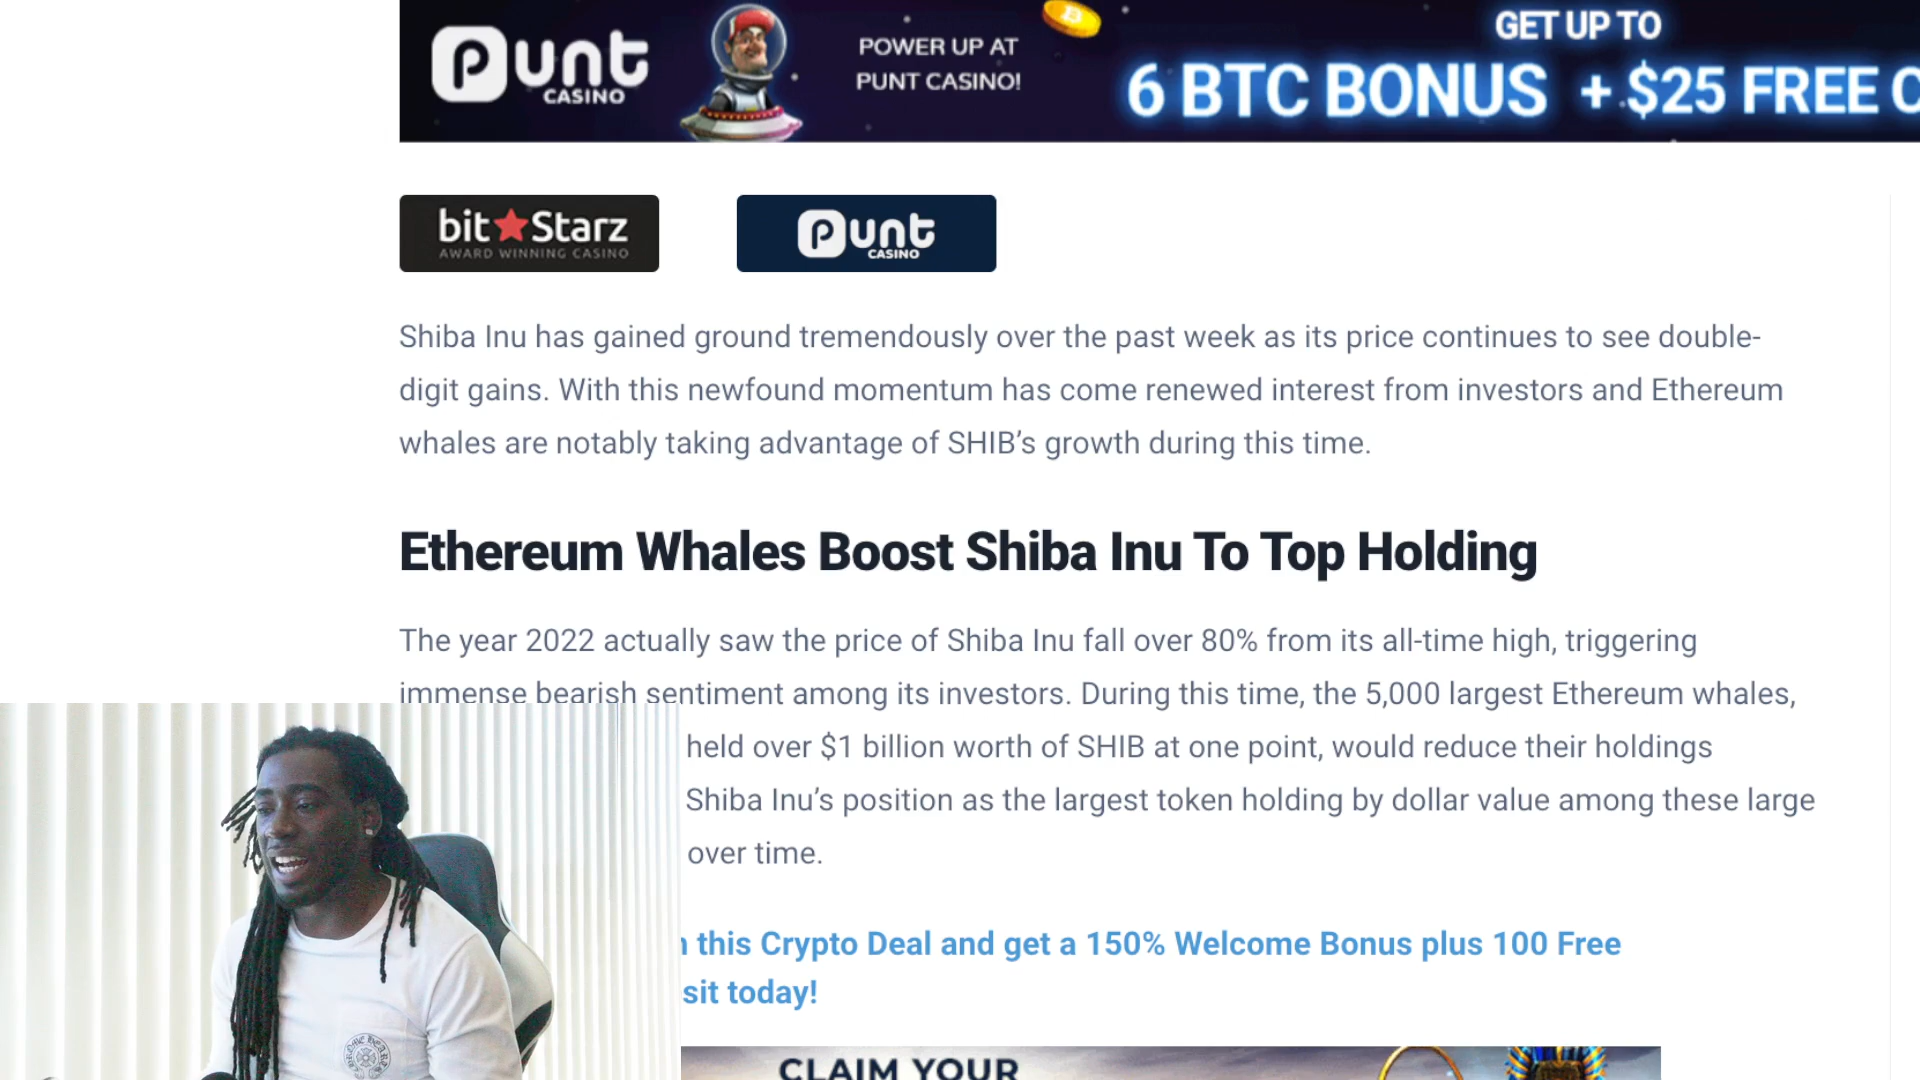 Punt
CASINO
POWER UP AT
PUNT CASINO!
GET UP TO
6 BTC BONUS + $25 FREE C
bit Starz
AWARD WINNING CASINO
Punt
CASINO
Shiba Inu has gained ground tremendously over the past week as its price continues to see double-
digit gains. With this newfound momentum has come renewed interest from investors and Ethereum
whales are notably taking advantage of SHIB’s growth during this time.
Ethereum Whales Boost Shiba Inu To Top Holding
The year 2022 actually saw the price of Shiba Inu fall over 80% from its all-time high, triggering
immense bearish sentiment among its investors. During this time, the 5,000 largest Ethereum whales,
held over $1 billion worth of SHIB at one point, would reduce their holdings
Shiba Inu’s position as the largest token holding by dollar value among these large
over time.
this Crypto Deal and get a 150% Welcome Bonus plus 100 Free
sit today!
CLAIM YOUR